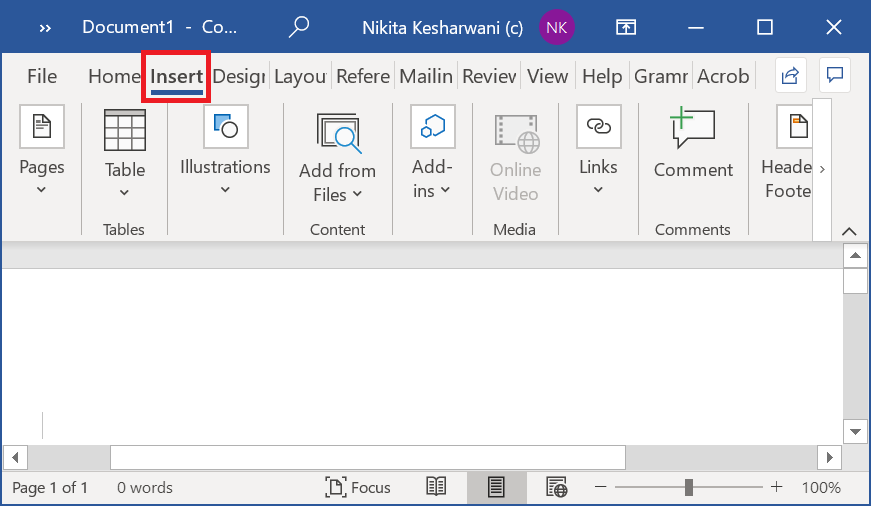 » Document1 - Co... Nikita Kesharwani (c) NK
File Home Insert Desigr Layou Refere Mailin Review View Help Gramr Acrob
Pages Table Illustrations Add from Files Add-ins Online Video Links Comment Heade Foote
Tables Content Media Comments
Page 1 of 1 0 words Focus 100%